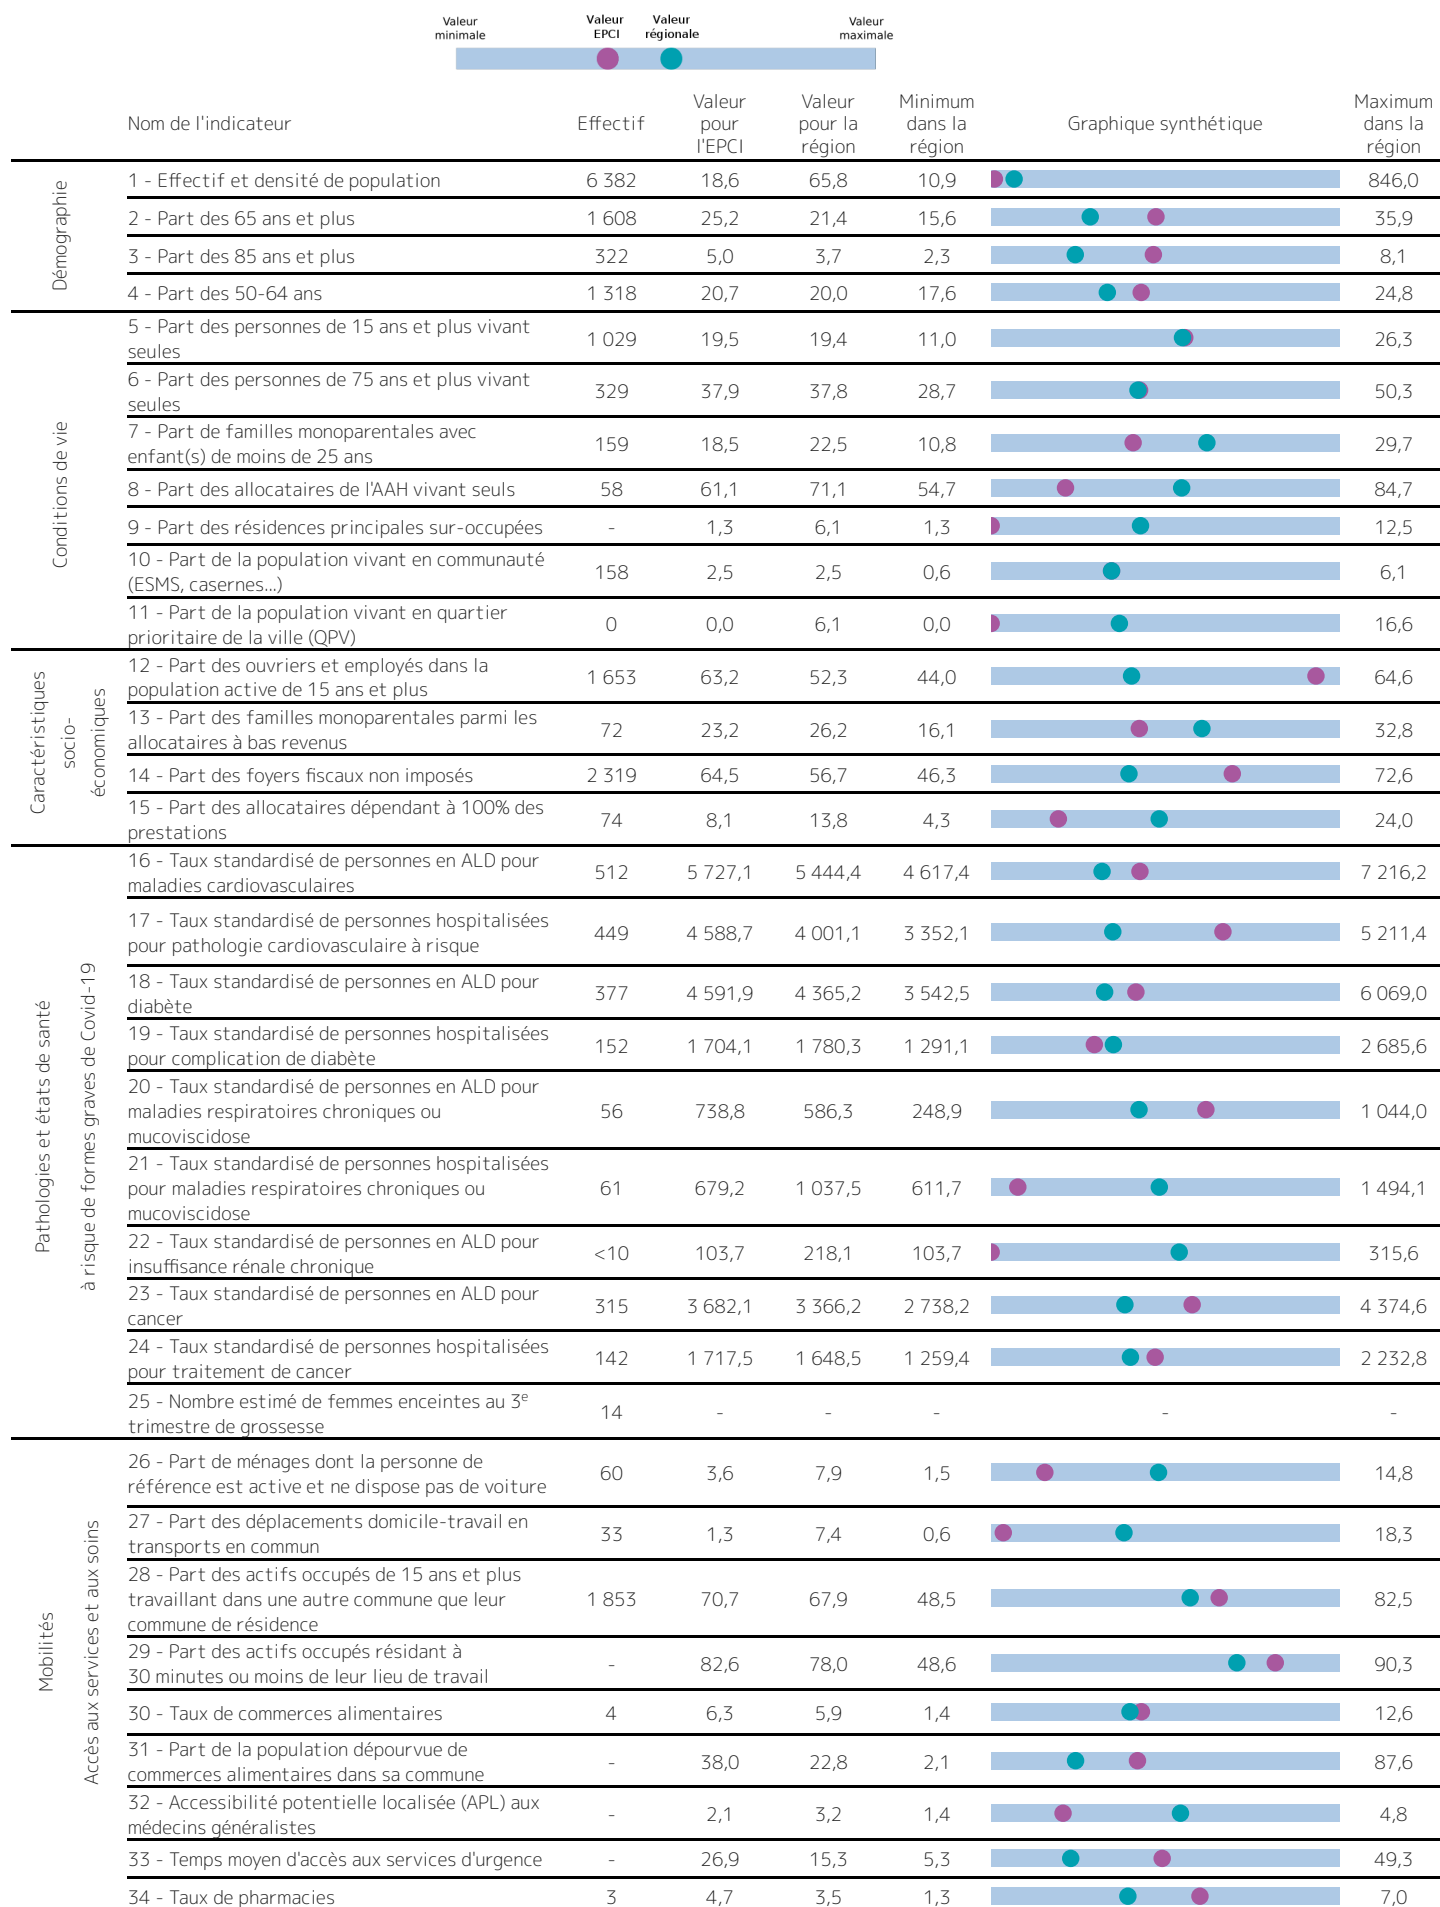 Valeur minimale
Valeur EPCI
Valeur régionale
Valeur maximale
Nom de l'indicateur
Effectif
Valeur pour l'EPCI
Valeur pour la région
Minimum dans la région
Graphique synthétique
Maximum dans la région
Démographie
1 - Effectif et densité de population 6 382 18,6 65,8 10,9 846,0
2 - Part des 65 ans et plus 1 608 25,2 21,4 15,6 35,9
3 - Part des 85 ans et plus 322 5,0 3,7 2,3 8,1
4 - Part des 50-64 ans 1 318 20,7 20,0 17,6 24,8
Conditions de vie
5 - Part des personnes de 15 ans et plus vivant
seules 1 029 19,5 19,4 11,0 26,3
6 - Part des personnes de 75 ans et plus vivant
seules 329 37,9 37,8 28,7 50,3
7 - Part de familles monoparentales avec
enfant(s) de moins de 25 ans 159 18,5 22,5 10,8 29,7
8 - Part des allocataires de l'AAH vivant seuls 58 61,1 71,1 54,7 84,7
9 - Part des résidences principales sur-occupées - 1,3 6,1 1,3 12,5
10 - Part de la population vivant en communauté
(ESMS, casernes...) 158 2,5 2,5 0,6 6,1
11 - Part de la population vivant en quartier
prioritaire de la ville (QPV) 0 0,0 6,1 0,0 16,6
Caractéristiques
socio-
économiques
12 - Part des ouvriers et employés dans la
population active de 15 ans et plus 1 653 63,2 52,3 44,0 64,6
13 - Part des familles monoparentales parmi les
allocataires à bas revenus 72 23,2 26,2 16,1 32,8
14 - Part des foyers fiscaux non imposés 2 319 64,5 56,7 46,3 72,6
15 - Part des allocataires dépendant à 100% des
prestations 74 8,1 13,8 4,3 24,0
Pathologies et états de santé
à risque de formes graves de Covid-19
16 - Taux standardisé de personnes en ALD pour
maladies cardiovasculaires 512 5 727,1 5 444,4 4 617,4 7 216,2
17 - Taux standardisé de personnes hospitalisées
pour pathologie cardiovasculaire à risque 449 4 588,7 4 001,1 3 352,1 5 211,4
18 - Taux standardisé de personnes en ALD pour
diabète 377 4 591,9 4 365,2 3 542,5 6 069,0
19 - Taux standardisé de personnes hospitalisées
pour complication de diabète 152 1 704,1 1 780,3 1 291,1 2 685,6
20 - Taux standardisé de personnes en ALD pour
maladies respiratoires chroniques ou
mucoviscidose 56 738,8 586,3 248,9 1 044,0
21 - Taux standardisé de personnes hospitalisées
pour maladies respiratoires chroniques ou
mucoviscidose 61 679,2 1 037,5 611,7 1 494,1
22 - Taux standardisé de personnes en ALD pour
insuffisance rénale chronique <10 103,7 218,1 103,7 315,6
23 - Taux standardisé de personnes en ALD pour
cancer 315 3 682,1 3 366,2 2 738,2 4 374,6
24 - Taux standardisé de personnes hospitalisées
pour traitement de cancer 142 1 717,5 1 648,5 1 259,4 2 232,8
25 - Nombre estimé de femmes enceintes au 3e
trimestre de grossesse 14 - - - - -
Mobilités
Accès aux services et aux soins
26 - Part de ménages dont la personne de
référence est active et ne dispose pas de voiture 60 3,6 7,9 1,5 14,8
27 - Part des déplacements domicile-travail en
transports en commun 33 1,3 7,4 0,6 18,3
28 - Part des actifs occupés de 15 ans et plus
travaillant dans une autre commune que leur
commune de résidence 1 853 70,7 67,9 48,5 82,5
29 - Part des actifs occupés résidant à
30 minutes ou moins de leur lieu de travail - 82,6 78,0 48,6 90,3
30 - Taux de commerces alimentaires 4 6,3 5,9 1,4 12,6
31 - Part de la population dépourvue de
commerces alimentaires dans sa commune - 38,0 22,8 2,1 87,6
32 - Accessibilité potentielle localisée (APL) aux
médecins généralistes - 2,1 3,2 1,4 4,8
33 - Temps moyen d'accès aux services d'urgence - 26,9 15,3 5,3 49,3
34 - Taux de pharmacies 3 4,7 3,5 1,3 7,0